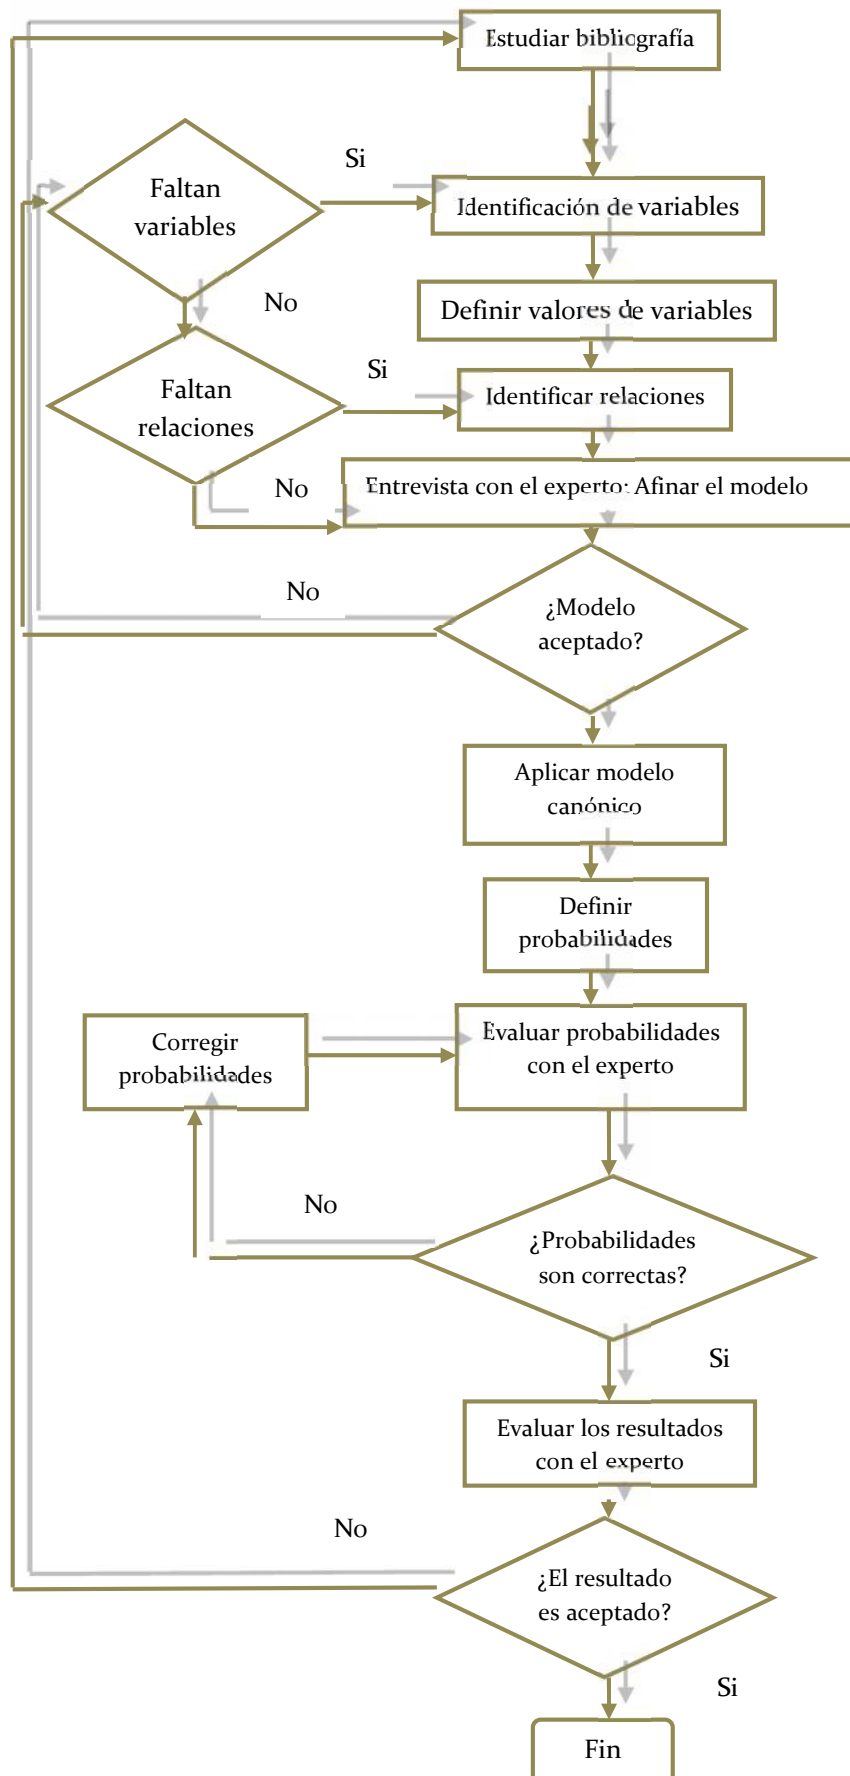 Estudiar bibliografía
Faltan
variables
Si
Identificación de variables
No
Definir valores de variables
Faltan
relaciones
Si
Identificar relaciones
No
Entrevista con el experto: Afinar el modelo
No
¿Modelo
aceptado?
Aplicar modelo
canónico
Definir
probabilidades
Corregir
probabilidades
Evaluar probabilidades
con el experto
No
¿Probabilidades
son correctas?
Si
Evaluar los resultados
con el experto
No
¿El resultado
es aceptado?
Si
Fin